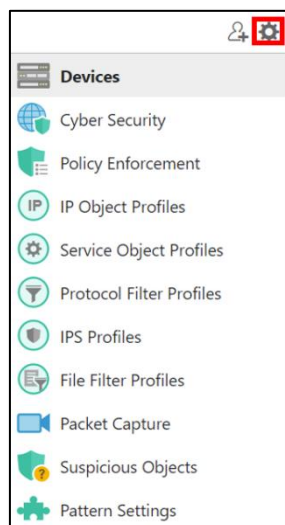 Devices
Cyber Security
Policy Enforcement
IP
IP Object Profiles
Service Object Profiles
Protocol Filter Profiles
IPS Profiles
File Filter Profiles
Packet Capture
?
Suspicious Objects
Pattern Settings